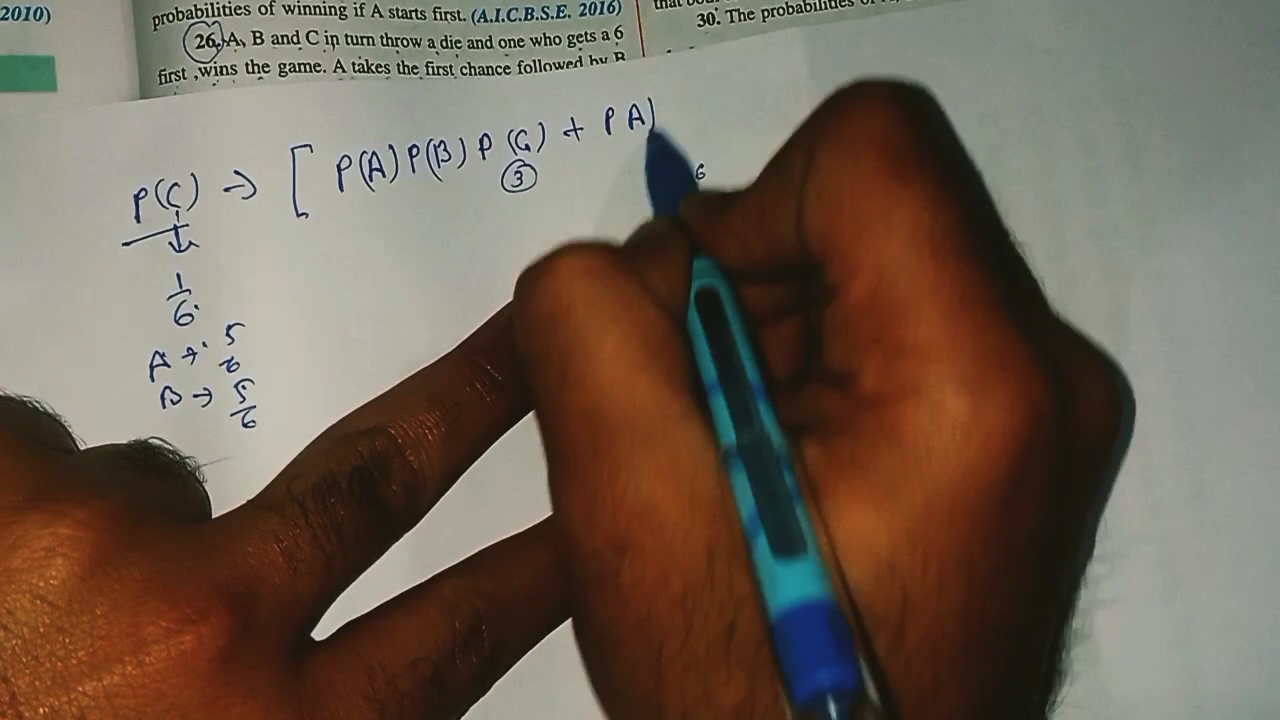 2010)
probabilities of winning if A starts first. (A.I.C.B.S.E. 2016)
26. A, B and C in turn throw a die and one who gets a 6
first ,wins the game. A takes the first chance followed by B
30. The probabilities
P(C) → [ P(A) P(B) P(C) + P A)
3
6
1/6
A → 5/6
B → 5/6